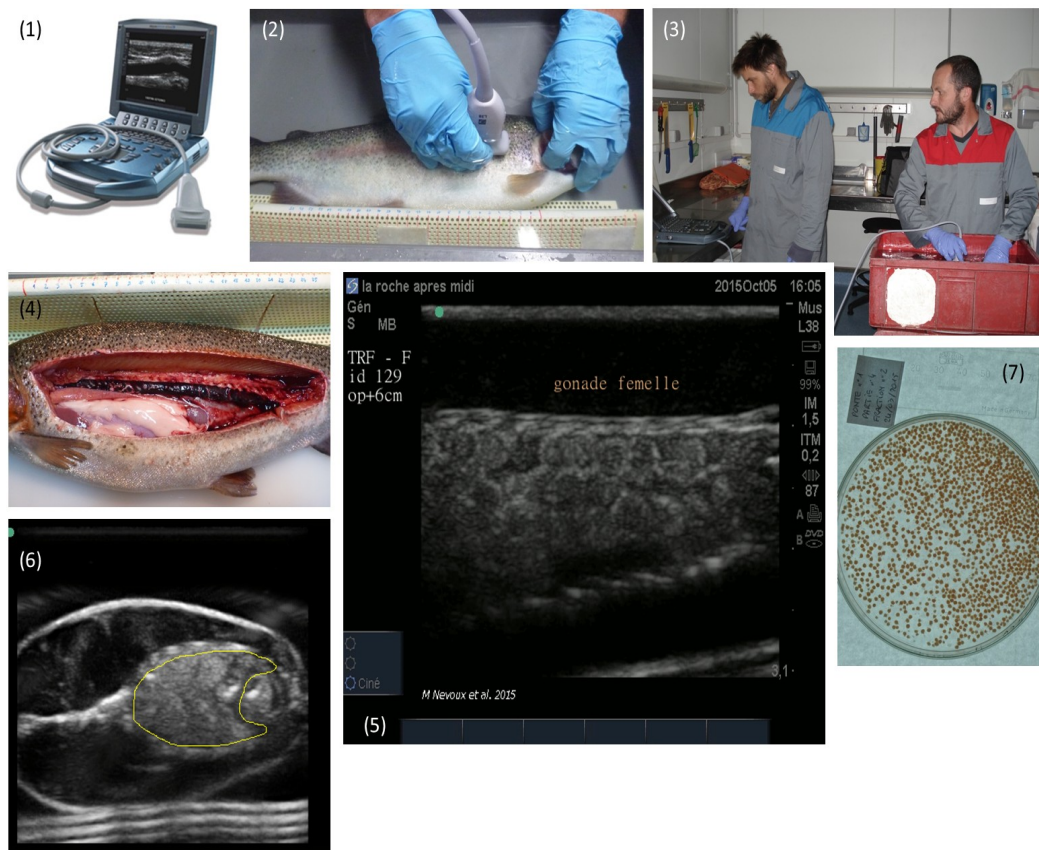 (1)
(2)
(3)
(4)
la roche apres midi 2015Oct05 16:05
Gén
S MB
Mus
L38
TRF - F
id 129
op+6cm
gonade femelle
99%
IM
1,5
ITM
0,2
87
A
B DVD
3,1
Ciné
M Nevoux et al. 2015
(5)
(6)
(7)
PONTE n°1